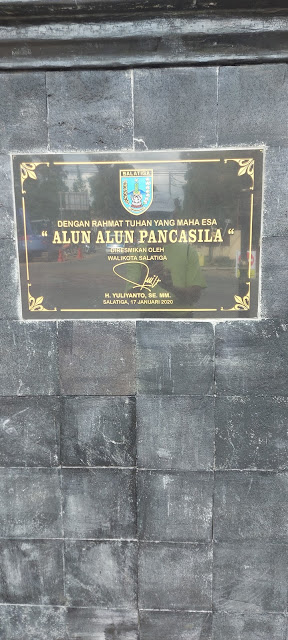 SALATIGA
DENGAN RAHMAT TUHAN YANG MAHA ESA
“ ALUN ALUN PANCASILA “
DIRESMIKAN OLEH
WALIKOTA SALATIGA
H. YULIYANTO, SE. MM.
SALATIGA, 17 JANUARI 2020